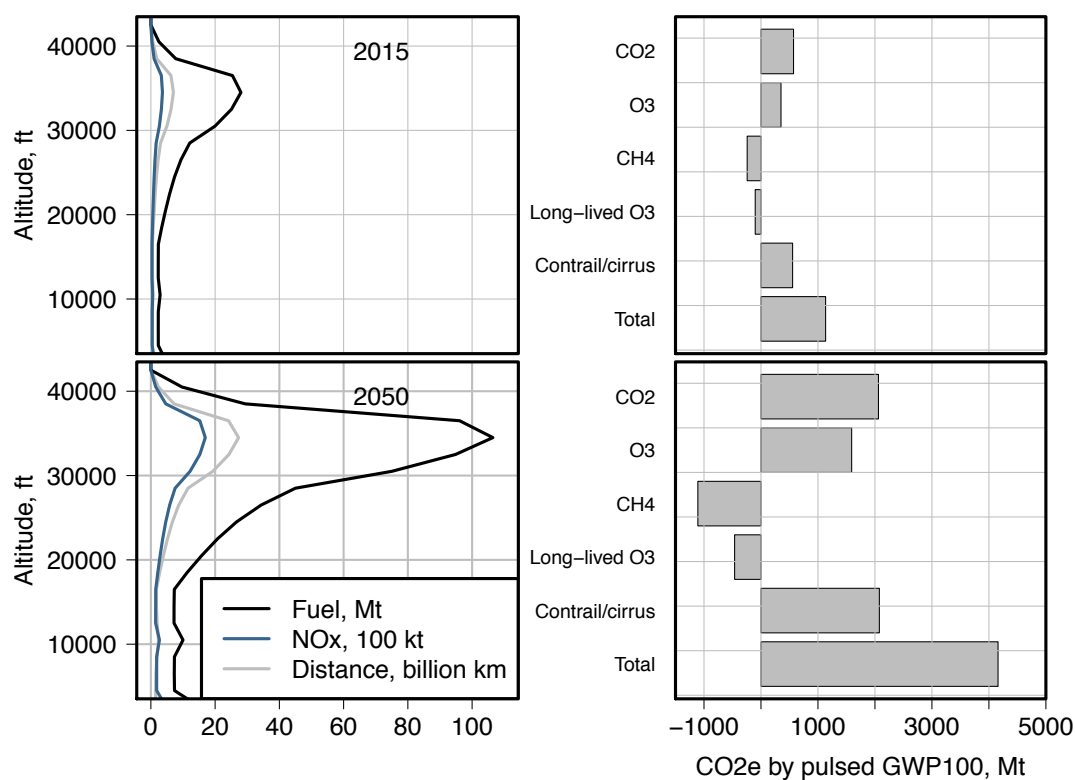 2015
Altitude, ft
40000
30000
20000
10000
CO2
O3
CH4
Long−lived O3
Contrail/cirrus
Total
2050
Altitude, ft
40000
30000
20000
10000
Fuel, Mt
NOx, 100 kt
Distance, billion km
0 20 40 60 80 100
CO2
O3
CH4
Long−lived O3
Contrail/cirrus
Total
−1000 1000 3000 5000
CO2e by pulsed GWP100, Mt